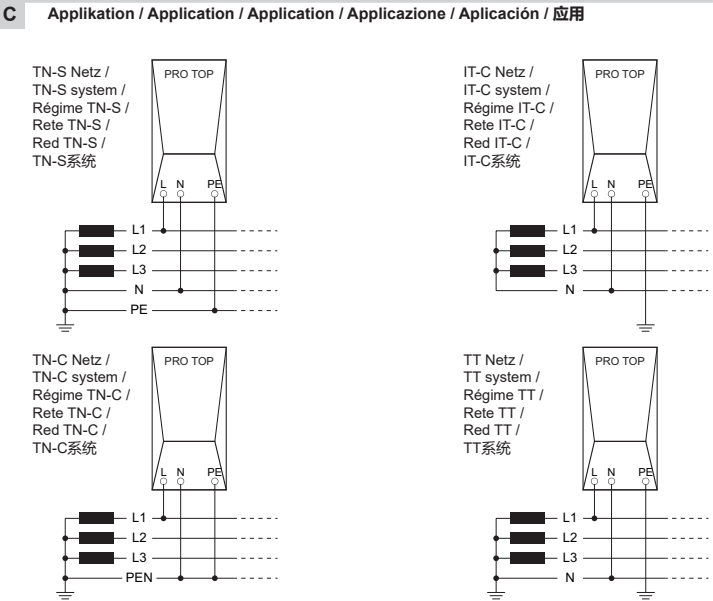 C Applikation / Application / Application / Applicazione / Aplicación / 应用
TN-S Netz /
TN-S system /
Régime TN-S /
Rete TN-S /
Red TN-S /
TN-S系统
PRO TOP
L N PE
L1
L2
L3
N
PE
IT-C Netz /
IT-C system /
Régime IT-C /
Rete IT-C /
Red IT-C /
IT-C系统
PRO TOP
L N PE
L1
L2
L3
N
TN-C Netz /
TN-C system /
Régime TN-C /
Rete TN-C /
Red TN-C /
TN-C系统
PRO TOP
L N PE
L1
L2
L3
PEN
TT Netz /
TT system /
Régime TT /
Rete TT /
Red TT /
TT系统
PRO TOP
L N PE
L1
L2
L3
N